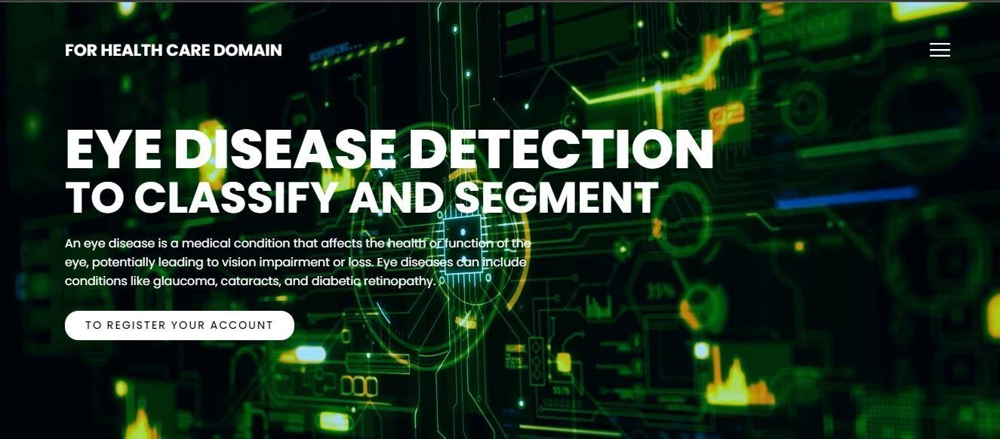 FOR HEALTH CARE DOMAIN
EYE DISEASE DETECTION
TO CLASSIFY AND SEGMENT
An eye disease is a medical condition that affects the health or function of the
eye, potentially leading to vision impairment or loss. Eye diseases can include
conditions like glaucoma, cataracts, and diabetic retinopathy.
TO REGISTER YOUR ACCOUNT